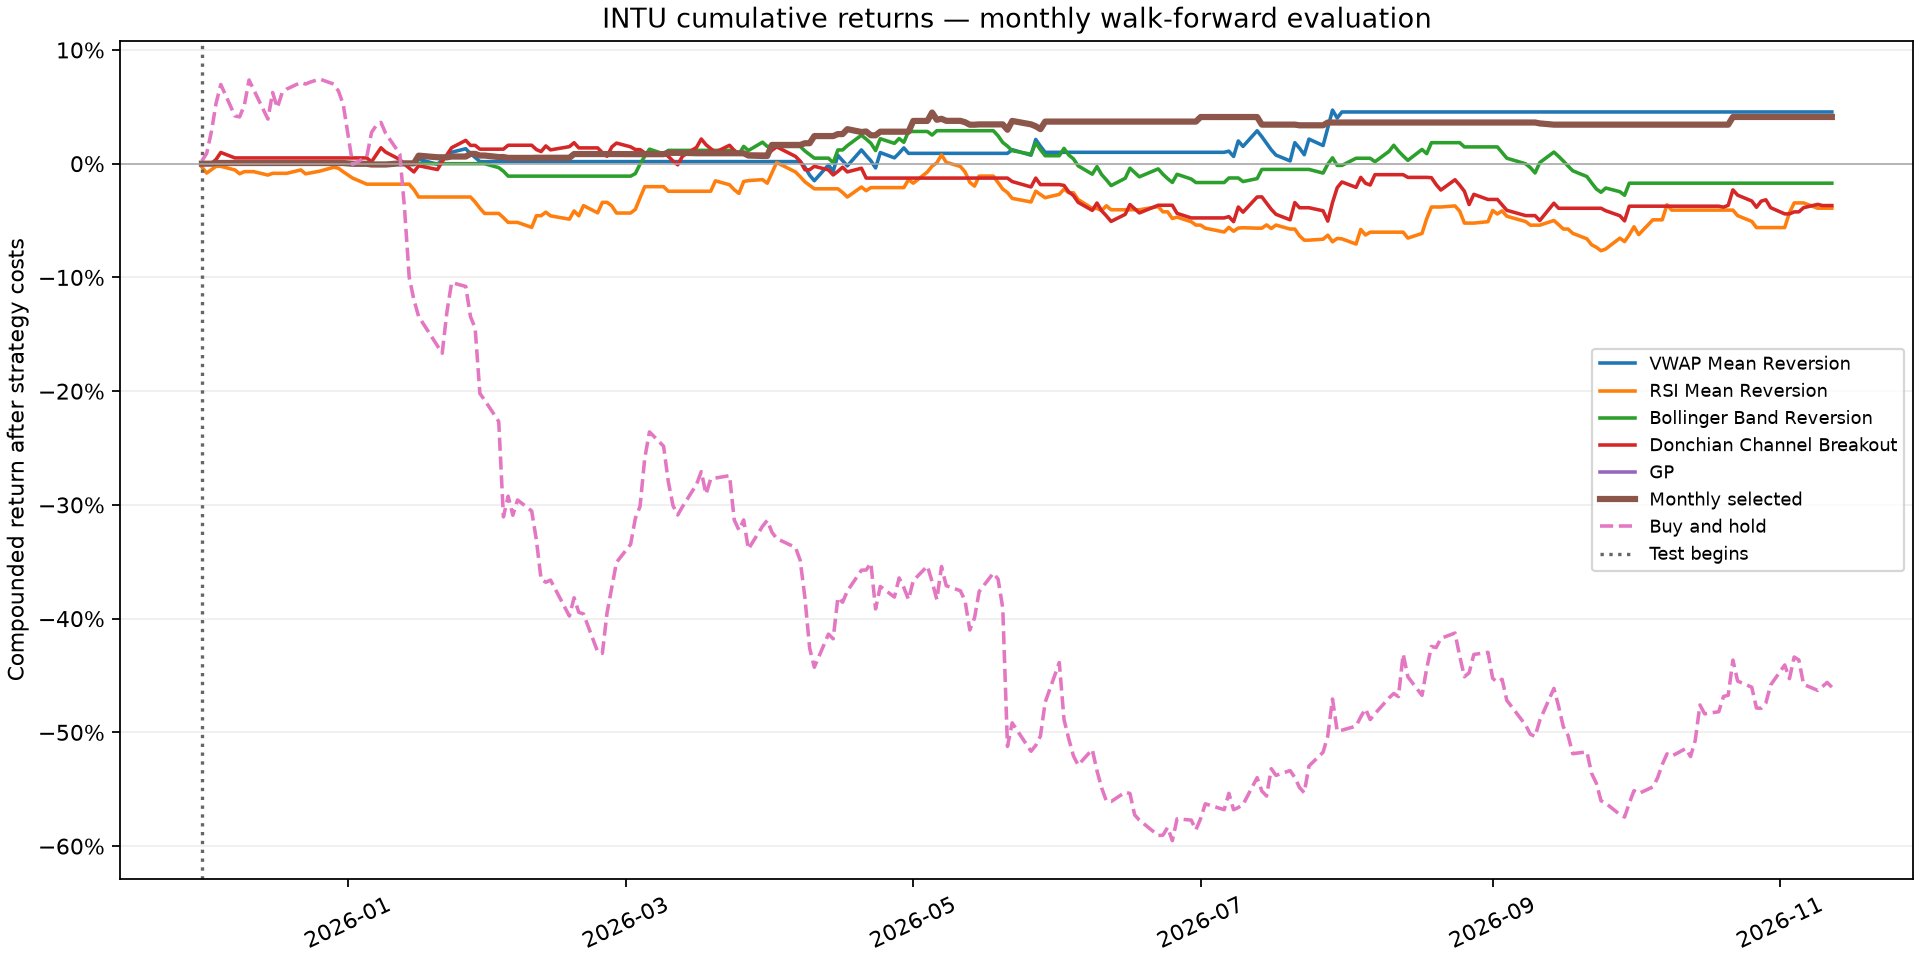 INTU cumulative returns — monthly walk-forward evaluation
Compounded return after strategy costs
10%
0%
−10%
−20%
−30%
−40%
−50%
−60%
VWAP Mean Reversion
RSI Mean Reversion
Bollinger Band Reversion
Donchian Channel Breakout
GP
Monthly selected
Buy and hold
Test begins
2026-01
2026-03
2026-05
2026-07
2026-09
2026-11